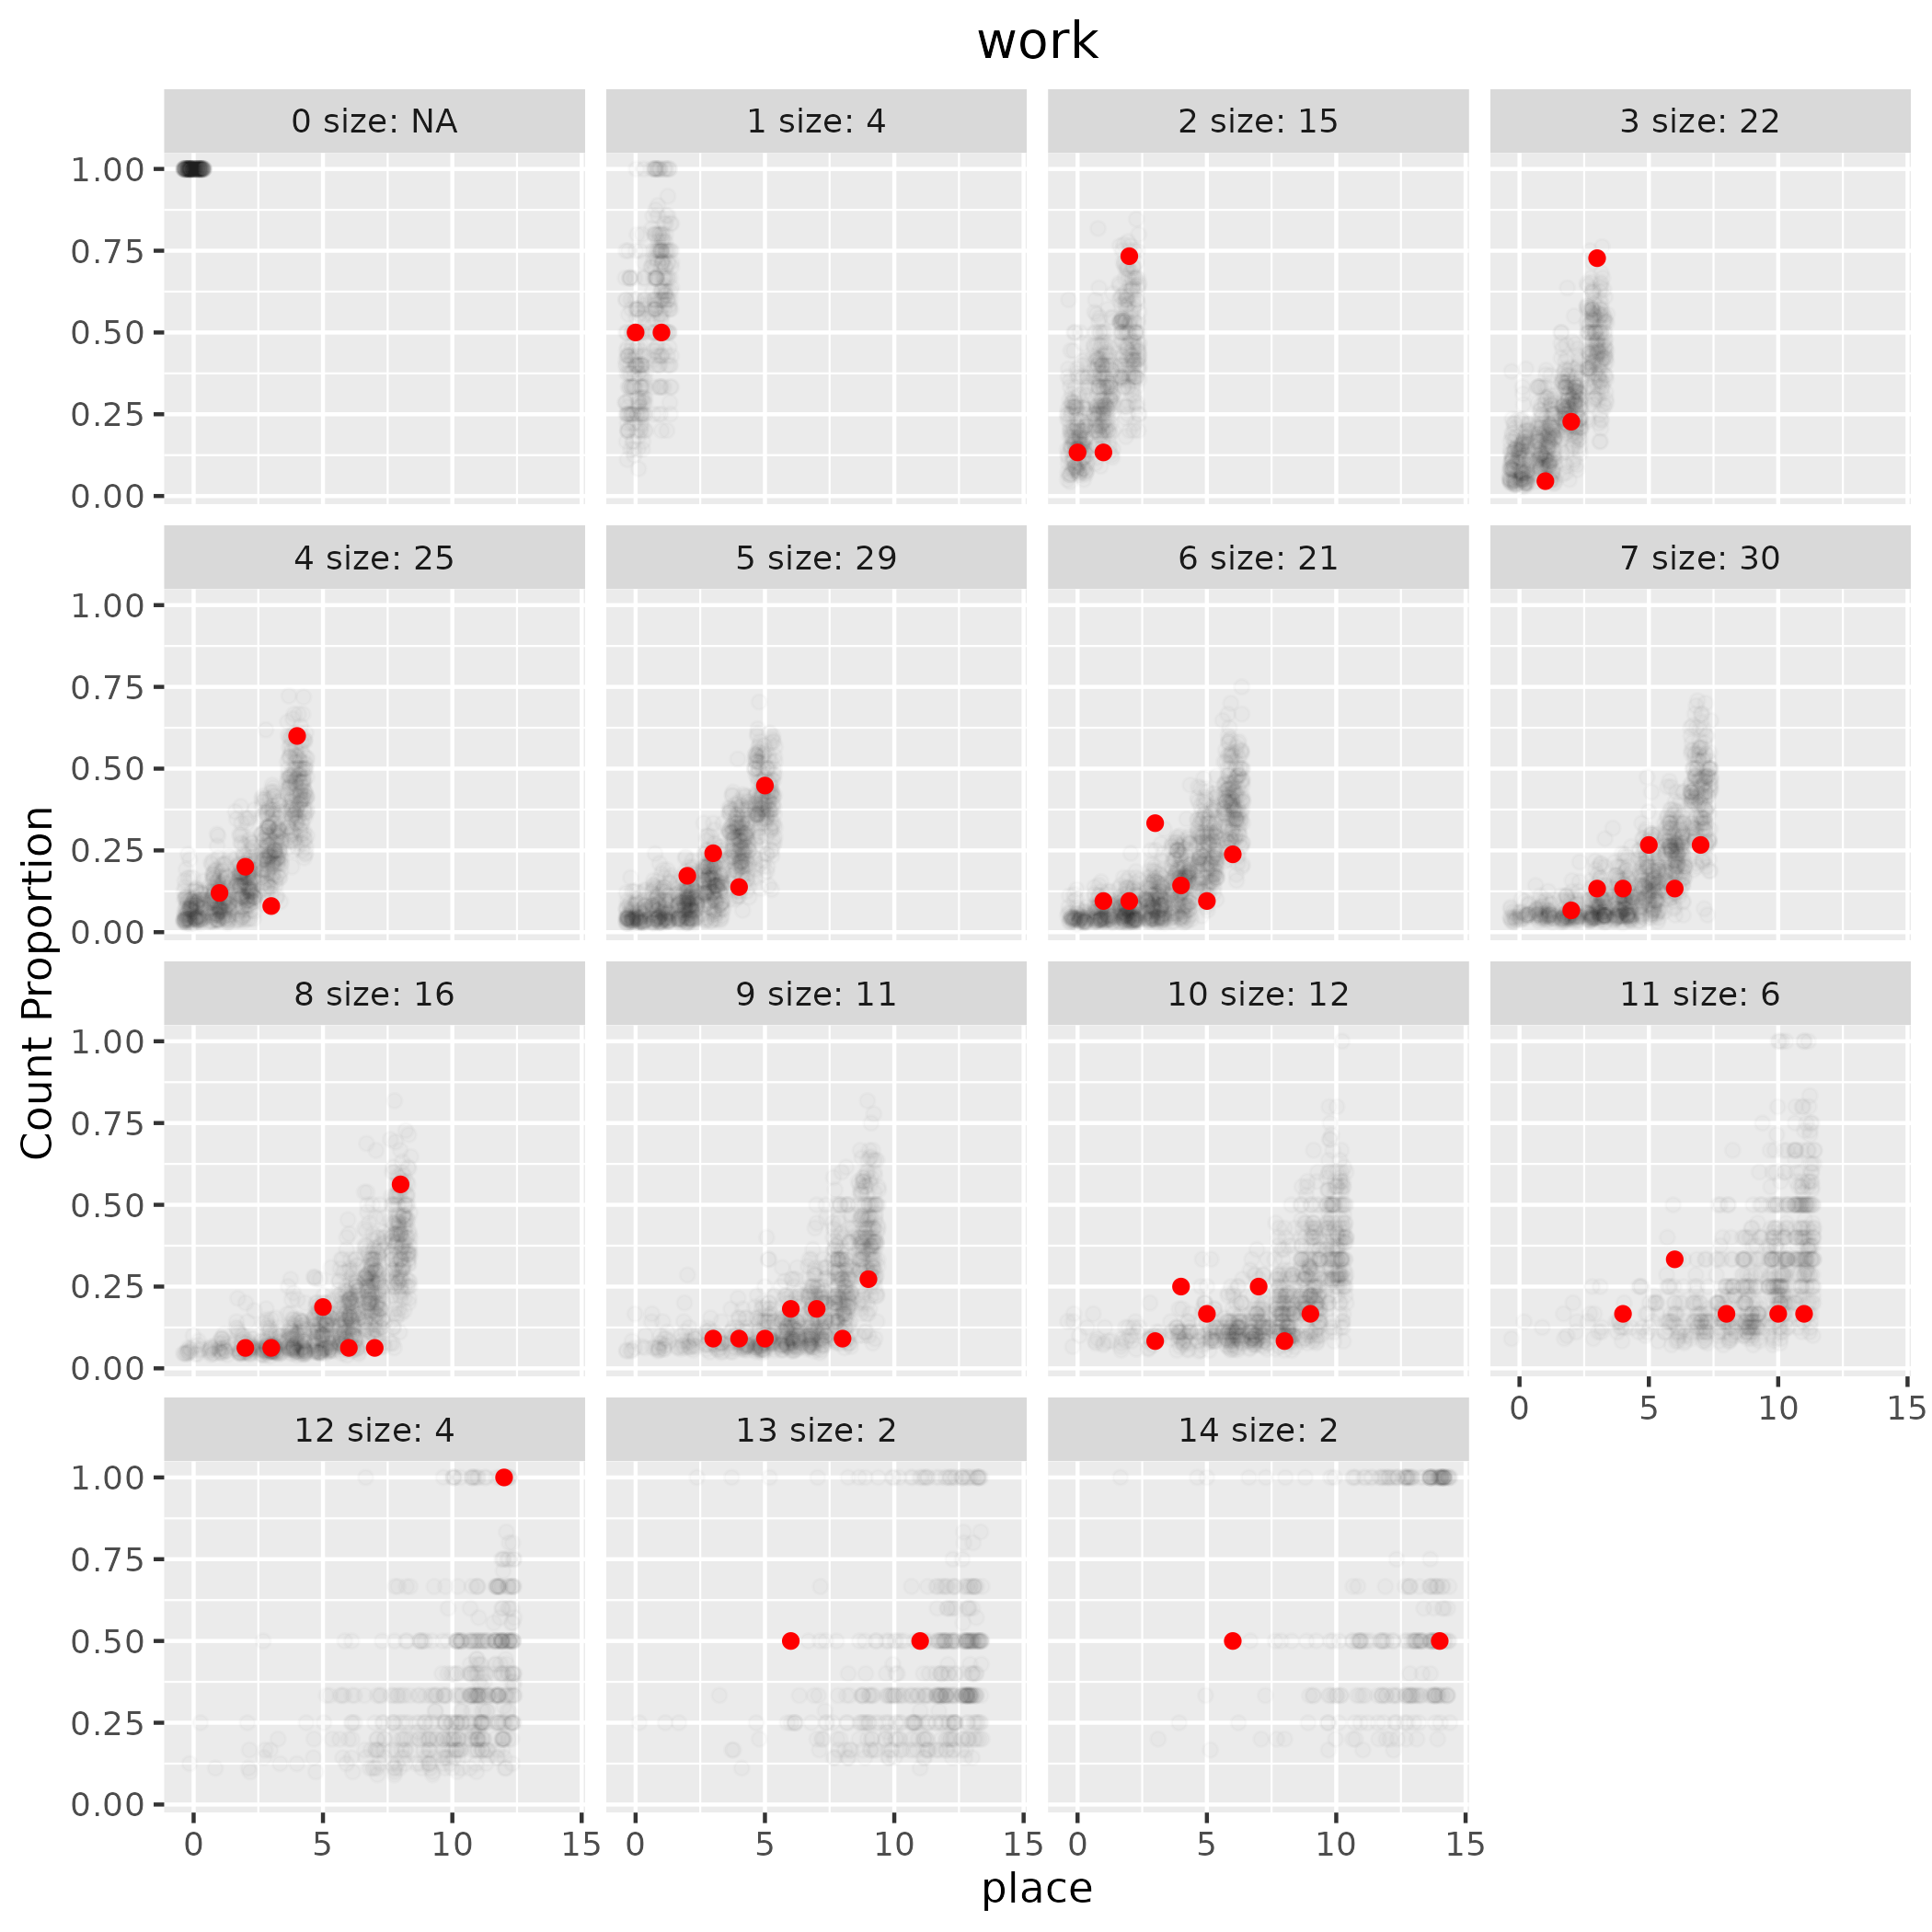 work
0 size: NA
1 size: 4
2 size: 15
3 size: 22
1.00
0.75
0.50
0.25
0.00
4 size: 25
5 size: 29
6 size: 21
7 size: 30
1.00
0.75
0.50
0.25
0.00
Count Proportion
8 size: 16
9 size: 11
10 size: 12
11 size: 6
1.00
0.75
0.50
0.25
0.00
0 5 10 15
12 size: 4
13 size: 2
14 size: 2
1.00
0.75
0.50
0.25
0.00
0 5 10 15
0 5 10 15
0 5 10 15
place